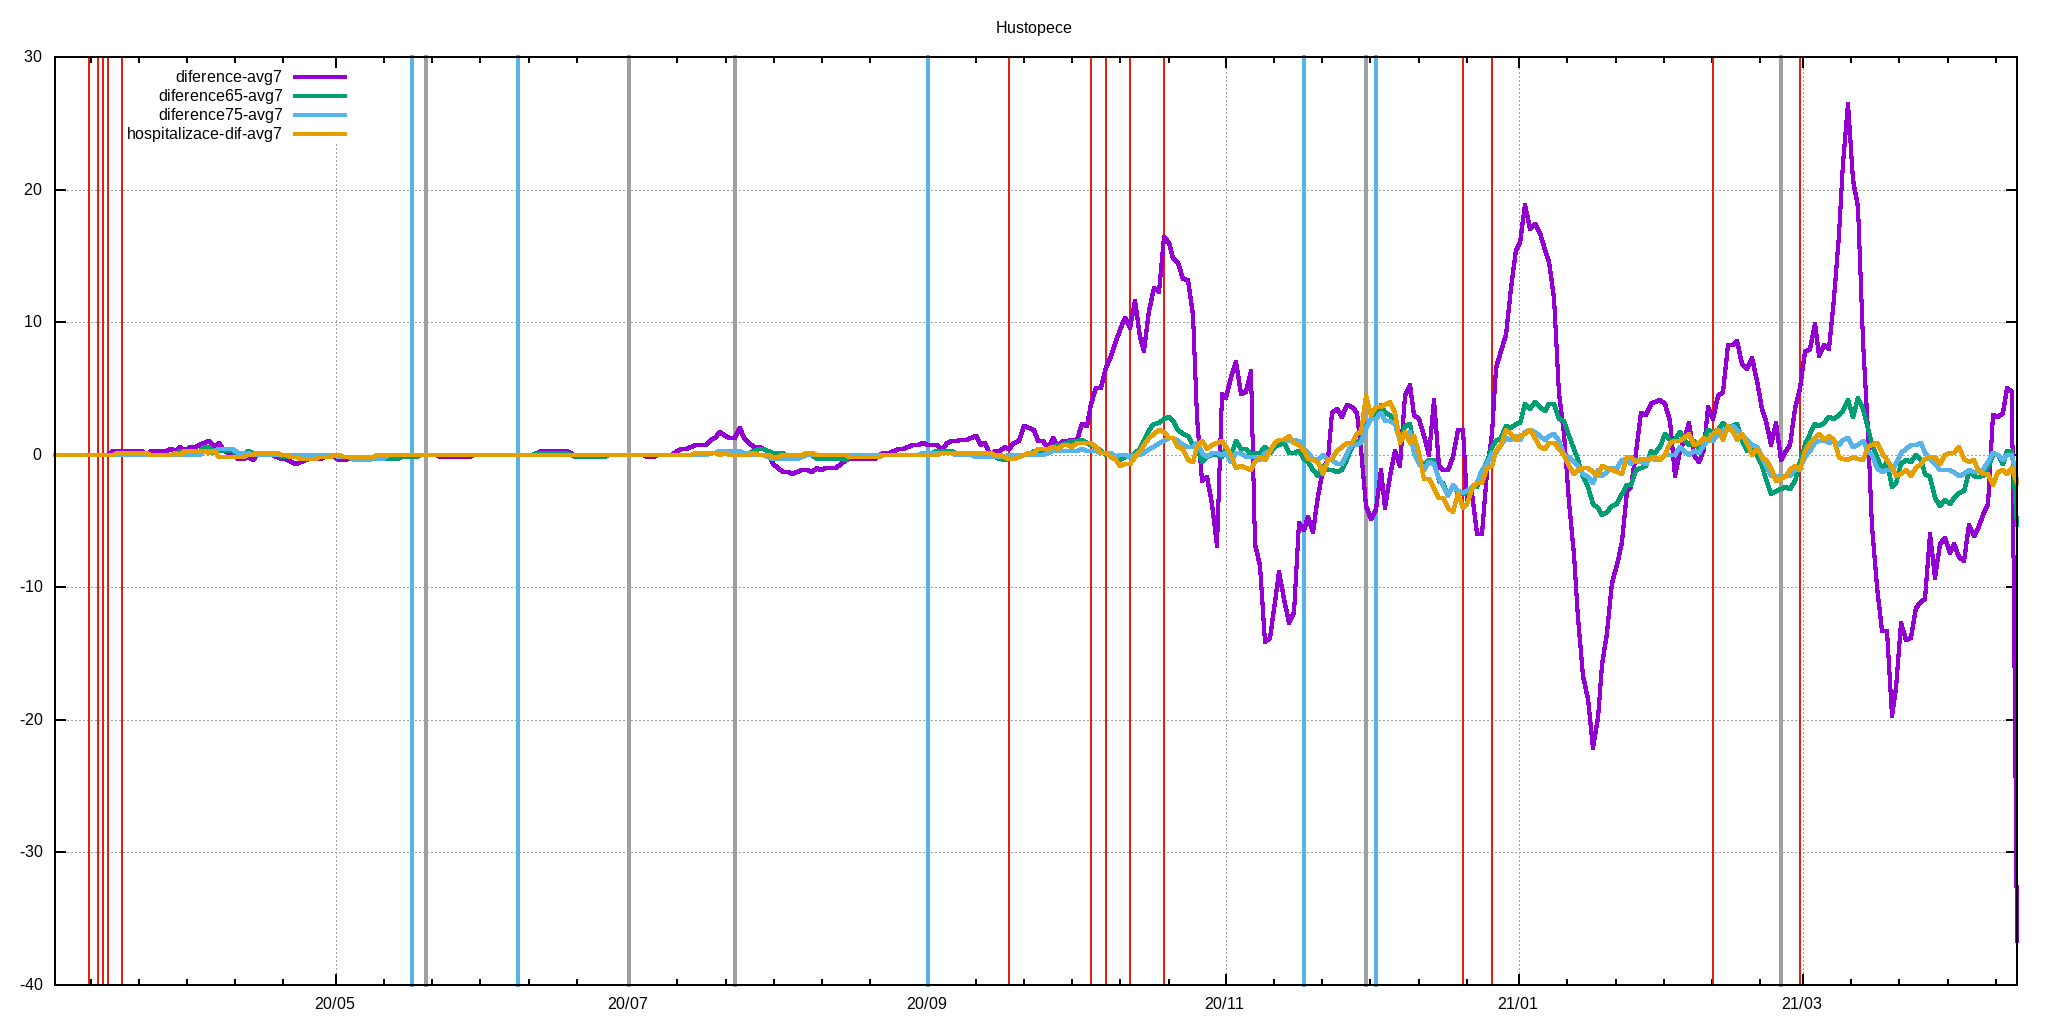 Hustopece
30
diference-avg7
diference65-avg7
diference75-avg7
hospitalizace-dif-avg7
20
10
0
-10
-20
-30
-40
20/05
20/07
20/09
20/11
21/01
21/03